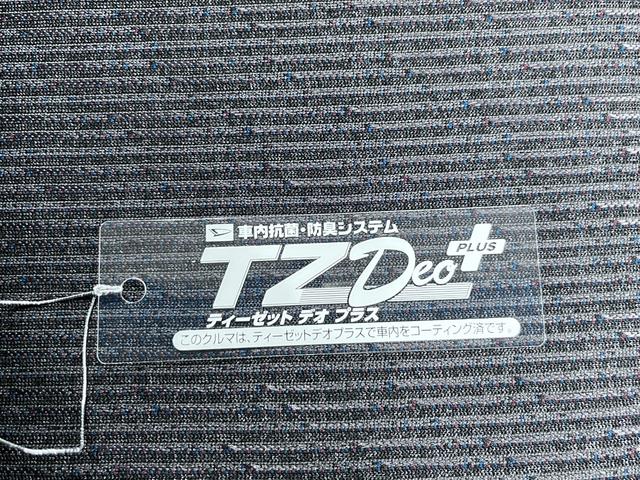 車内抗菌・防臭システム
TZ Deo PLUS
ティーゼット デオ プラス
このクルマは、ティーゼットデオプラスで車内をコーティング済です。